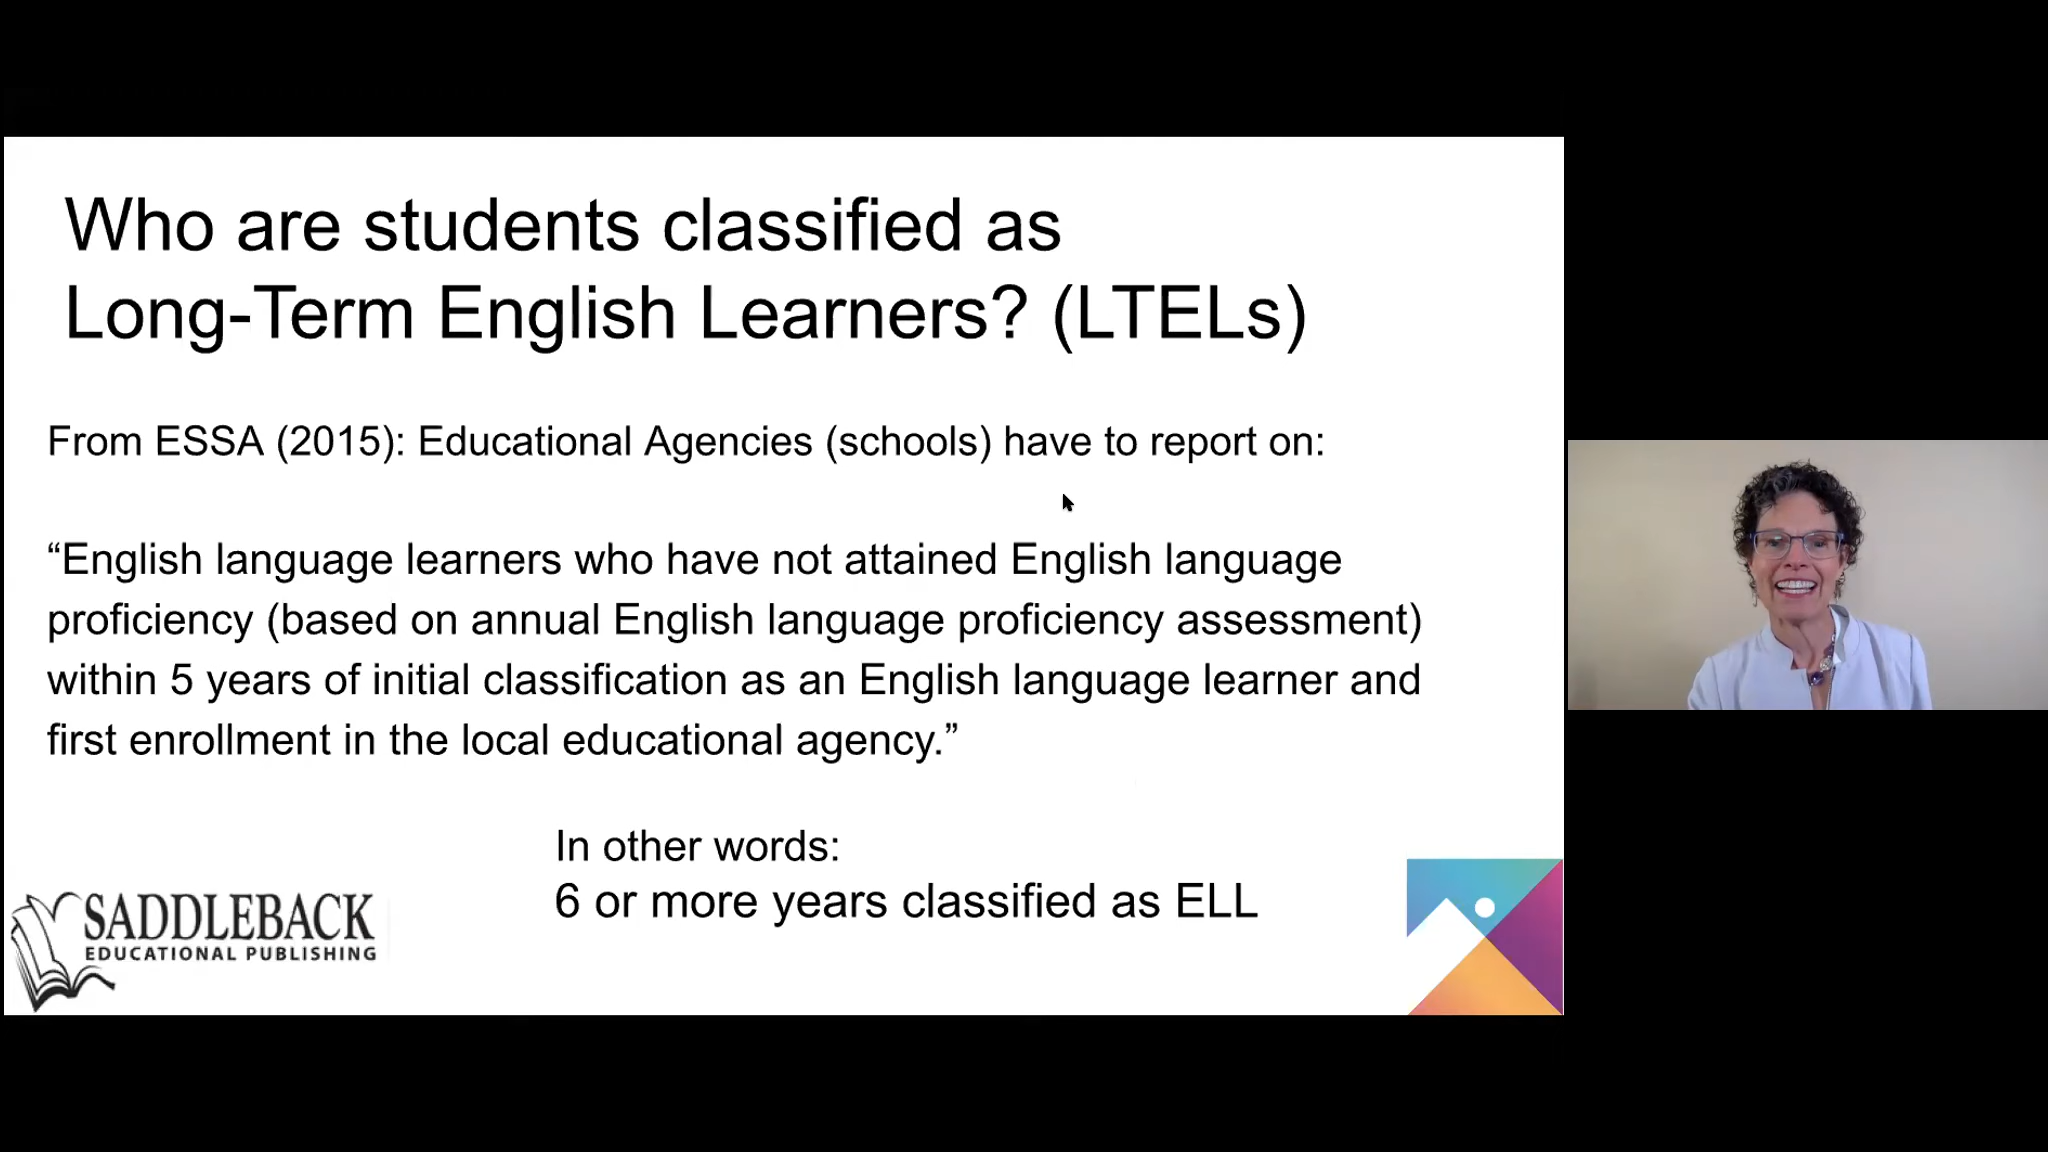 Who are students classified as
Long-Term English Learners? (LTELs)
From ESSA (2015): Educational Agencies (schools) have to report on:
“English language learners who have not attained English language
proficiency (based on annual English language proficiency assessment)
within 5 years of initial classification as an English language learner and
first enrollment in the local educational agency.”
In other words:
6 or more years classified as ELL
SADDLEBACK
EDUCATIONAL PUBLISHING